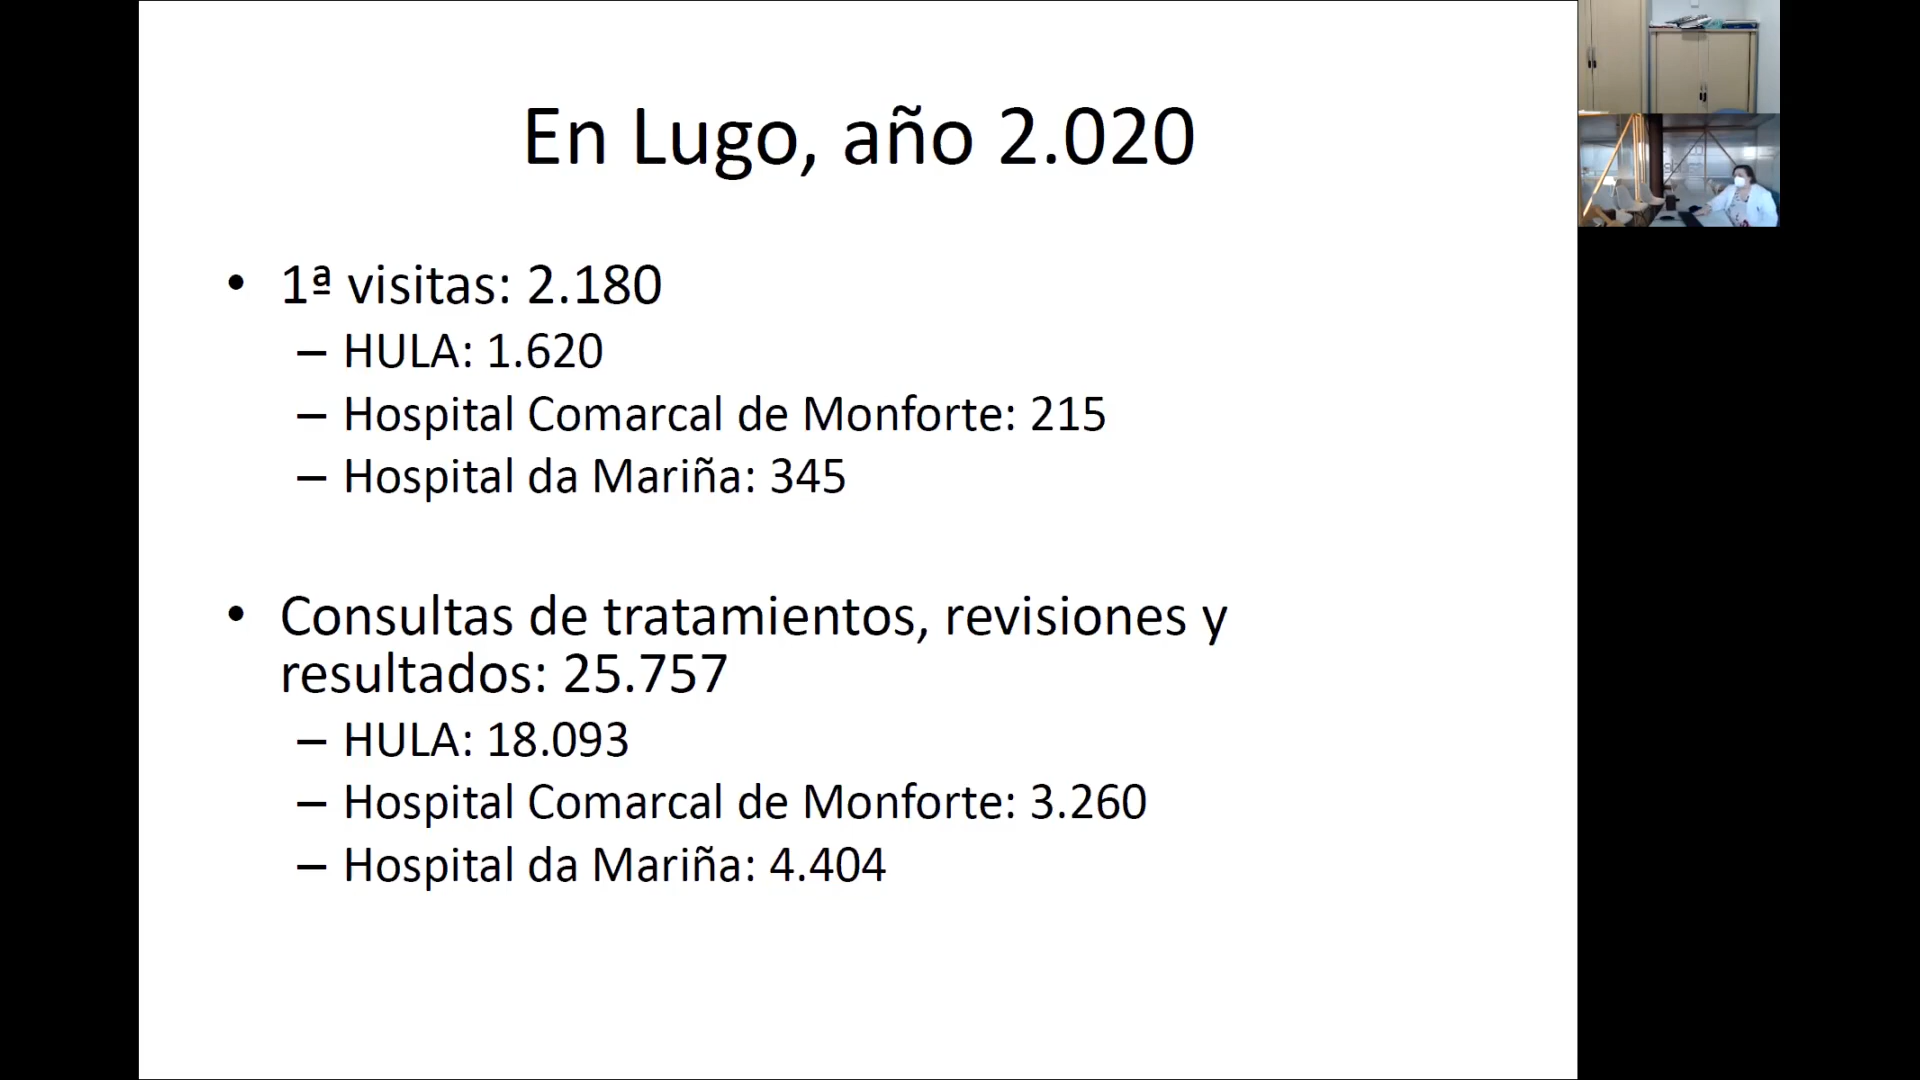 En Lugo, año 2.020
• 1ª visitas: 2.180
– HULA: 1.620
– Hospital Comarcal de Monforte: 215
– Hospital da Mariña: 345
• Consultas de tratamientos, revisiones y
resultados: 25.757
– HULA: 18.093
– Hospital Comarcal de Monforte: 3.260
– Hospital da Mariña: 4.404